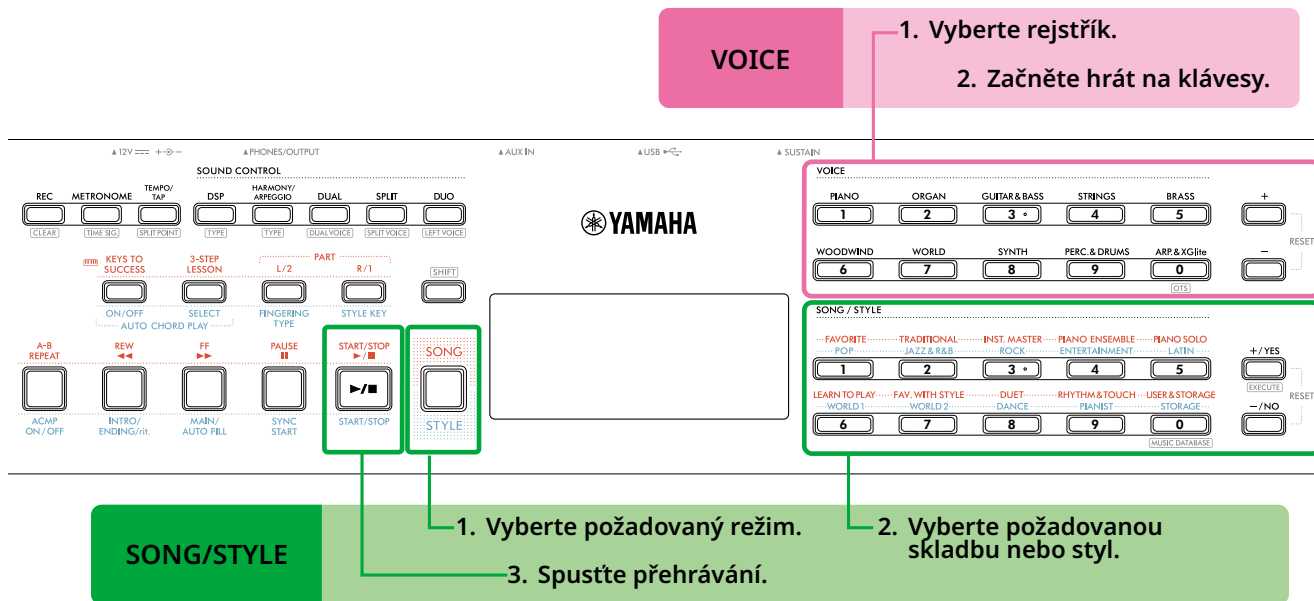 VOICE
1. Vyberte rejstřík.
2. Začněte hrát na klávesy.
▲12V
▲PHONES/OUTPUT
▲AUX IN
▲USB
▲SUSTAIN
SOUND CONTROL
REC METRONOME TEMPO/TAP DSP HARMONY/ARPEGGIO DUAL SPLIT DUO
CLEAR TIME SIG. SPLIT POINT TYPE TYPE DUAL VOICE SPLIT VOICE LEFT VOICE
YAMAHA
KEYS TO SUCCESS 3-STEP LESSON PART L/2 R/1 SHIFT
ON/OFF SELECT FINGERING TYPE STYLE KEY
AUTO CHORD PLAY
A-B REPEAT REW ◀◀ FF ▶▶ PAUSE ⏸ START/STOP ▶/■ SONG
▶/■
ACMP ON/OFF INTRO/ENDING/rit. MAIN/AUTO FILL SYNC START START/STOP STYLE
VOICE
PIANO ORGAN GUITAR & BASS STRINGS BRASS +
1 2 3 4 5
RESET
WOODWIND WORLD SYNTH PERC. & DRUMS ARP. & XGlite −
6 7 8 9 0
OTS
SONG / STYLE
FAVORITE TRADITIONAL INST. MASTER PIANO ENSEMBLE PIANO SOLO
POP JAZZ & R&B ROCK ENTERTAINMENT LATIN +/YES
1 2 3 4 5
EXECUTE
RESET
LEARN TO PLAY FAV. WITH STYLE DUET RHYTHM & TOUCH USER & STORAGE
WORLD 1 WORLD 2 DANCE PIANIST STORAGE −/NO
6 7 8 9 0
MUSIC DATABASE
SONG/STYLE
1. Vyberte požadovaný režim.
3. Spusťte přehrávání.
2. Vyberte požadovanou
skladbu nebo styl.